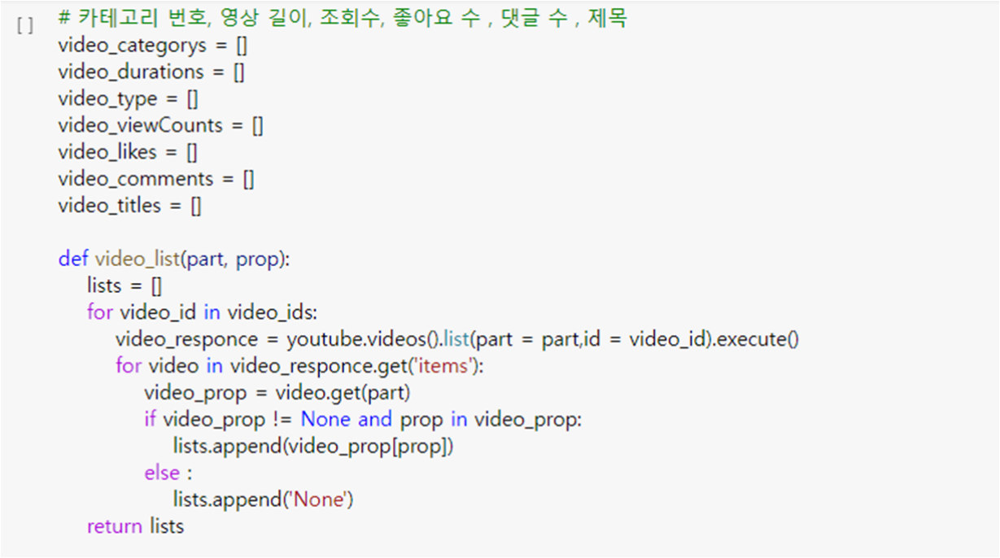 [ ]
# 카테고리 번호, 영상 길이, 조회수, 좋아요 수 , 댓글 수 , 제목
video_categorys = []
video_durations = []
video_type = []
video_viewCounts = []
video_likes = []
video_comments = []
video_titles = []
def video_list(part, prop):
lists = []
for video_id in video_ids:
video_responce = youtube.videos().list(part = part,id = video_id).execute()
for video in video_responce.get('items'):
video_prop = video.get(part)
if video_prop != None and prop in video_prop:
lists.append(video_prop[prop])
else :
lists.append('None')
return lists